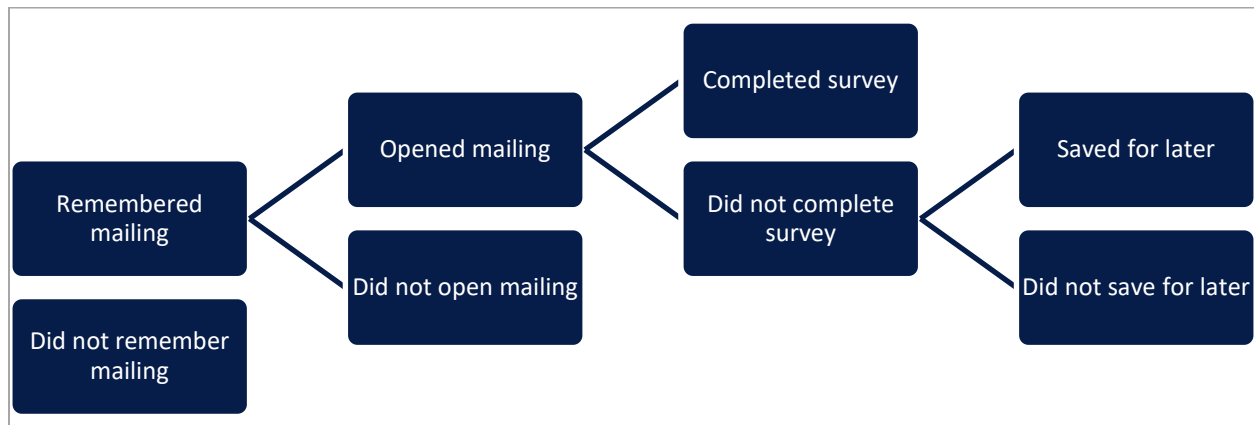 Remembered
mailing
Did not remember
mailing
Opened mailing
Did not open mailing
Completed survey
Did not complete
survey
Saved for later
Did not save for later